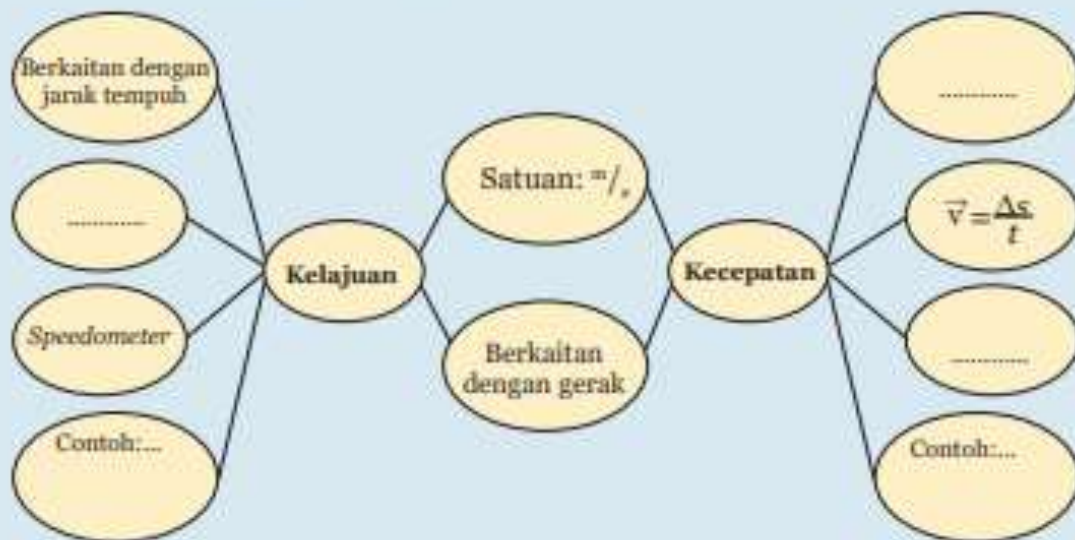 Berkaitan dengan
jarak tempuh
............
Speedometer
Contoh:...
Kelajuan
Satuan: m/s
Berkaitan
dengan gerak
Kecepatan
............
v⃗ = Δs/t
............
Contoh:...